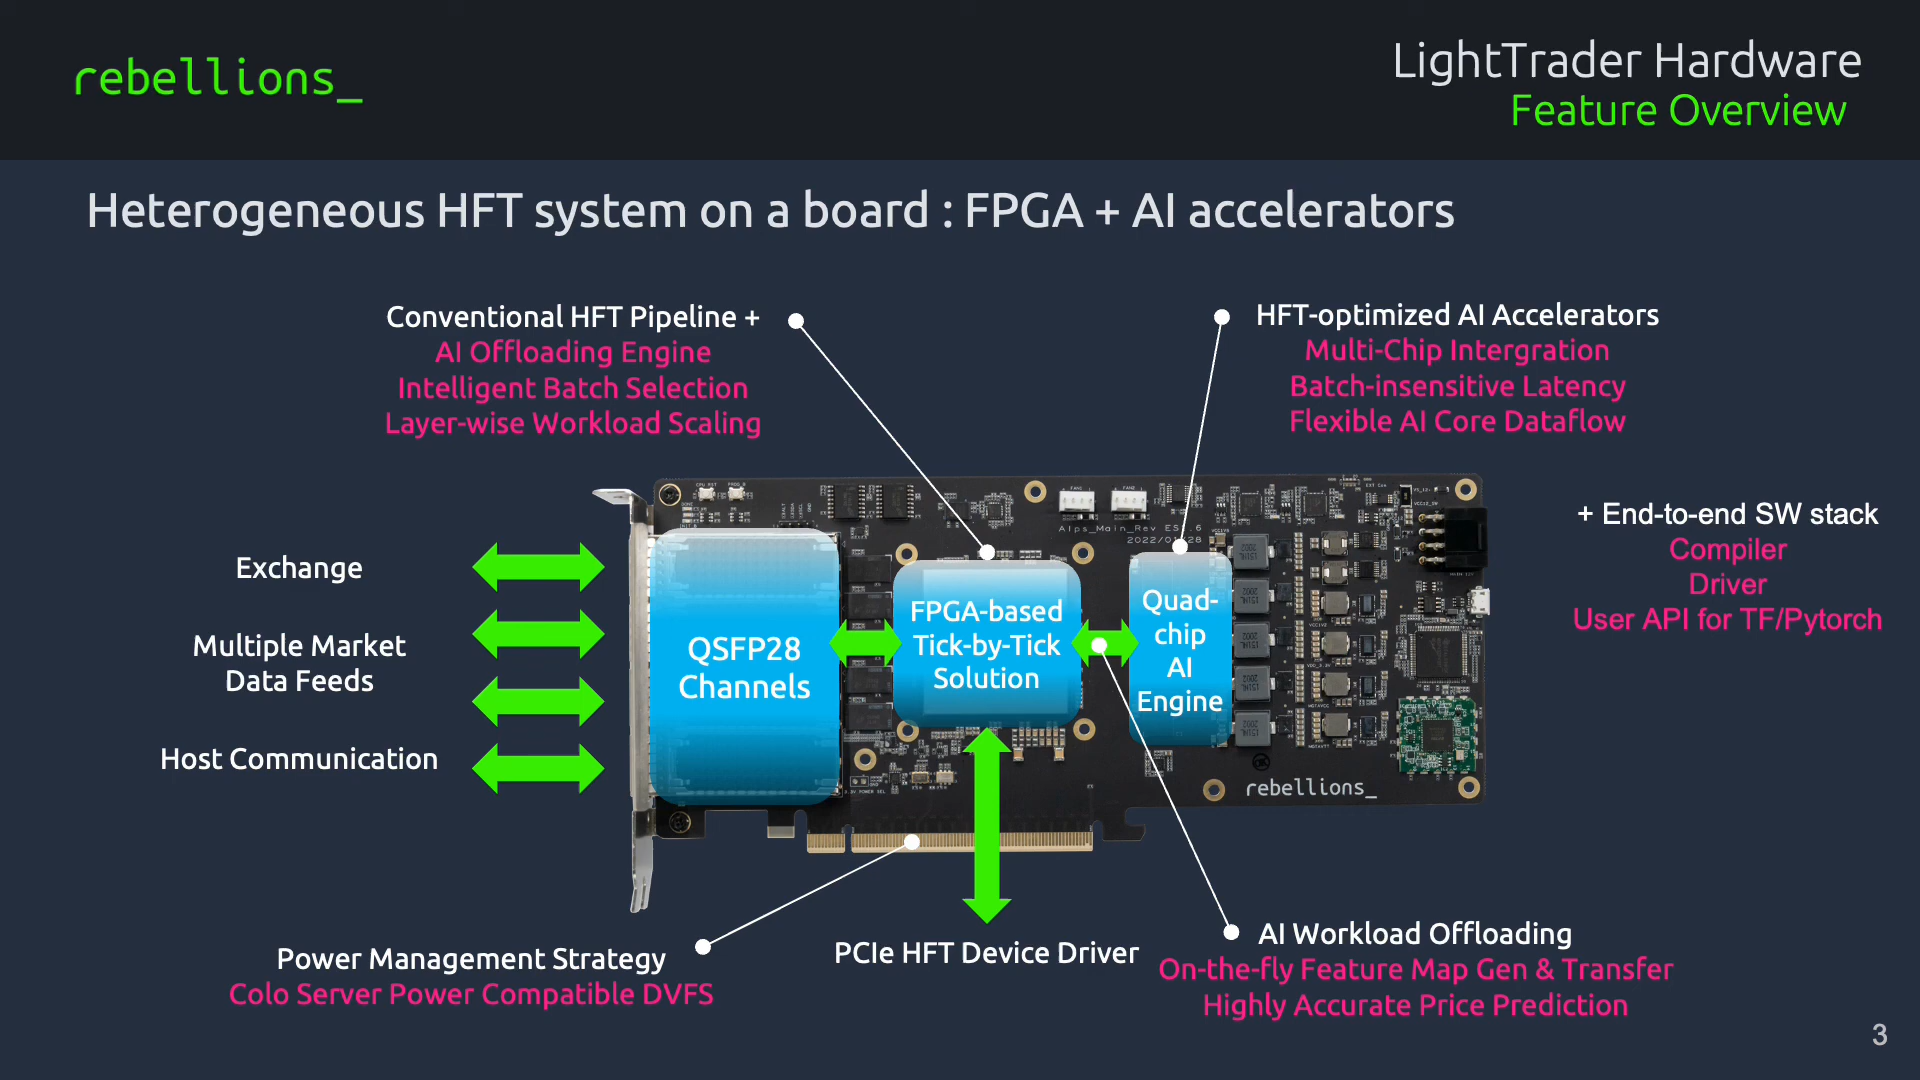 rebellions_
LightTrader Hardware
Feature Overview
Heterogeneous HFT system on a board : FPGA + AI accelerators
Conventional HFT Pipeline +
AI Offloading Engine
Intelligent Batch Selection
Layer-wise Workload Scaling
HFT-optimized AI Accelerators
Multi-Chip Intergration
Batch-insensitive Latency
Flexible AI Core Dataflow
+ End-to-end SW stack
Compiler
Driver
User API for TF/Pytorch
Exchange
Multiple Market
Data Feeds
Host Communication
QSFP28
Channels
FPGA-based
Tick-by-Tick
Solution
Quad-
chip
AI
Engine
rebellions_
Power Management Strategy
Colo Server Power Compatible DVFS
PCIe HFT Device Driver
AI Workload Offloading
On-the-fly Feature Map Gen & Transfer
Highly Accurate Price Prediction
3